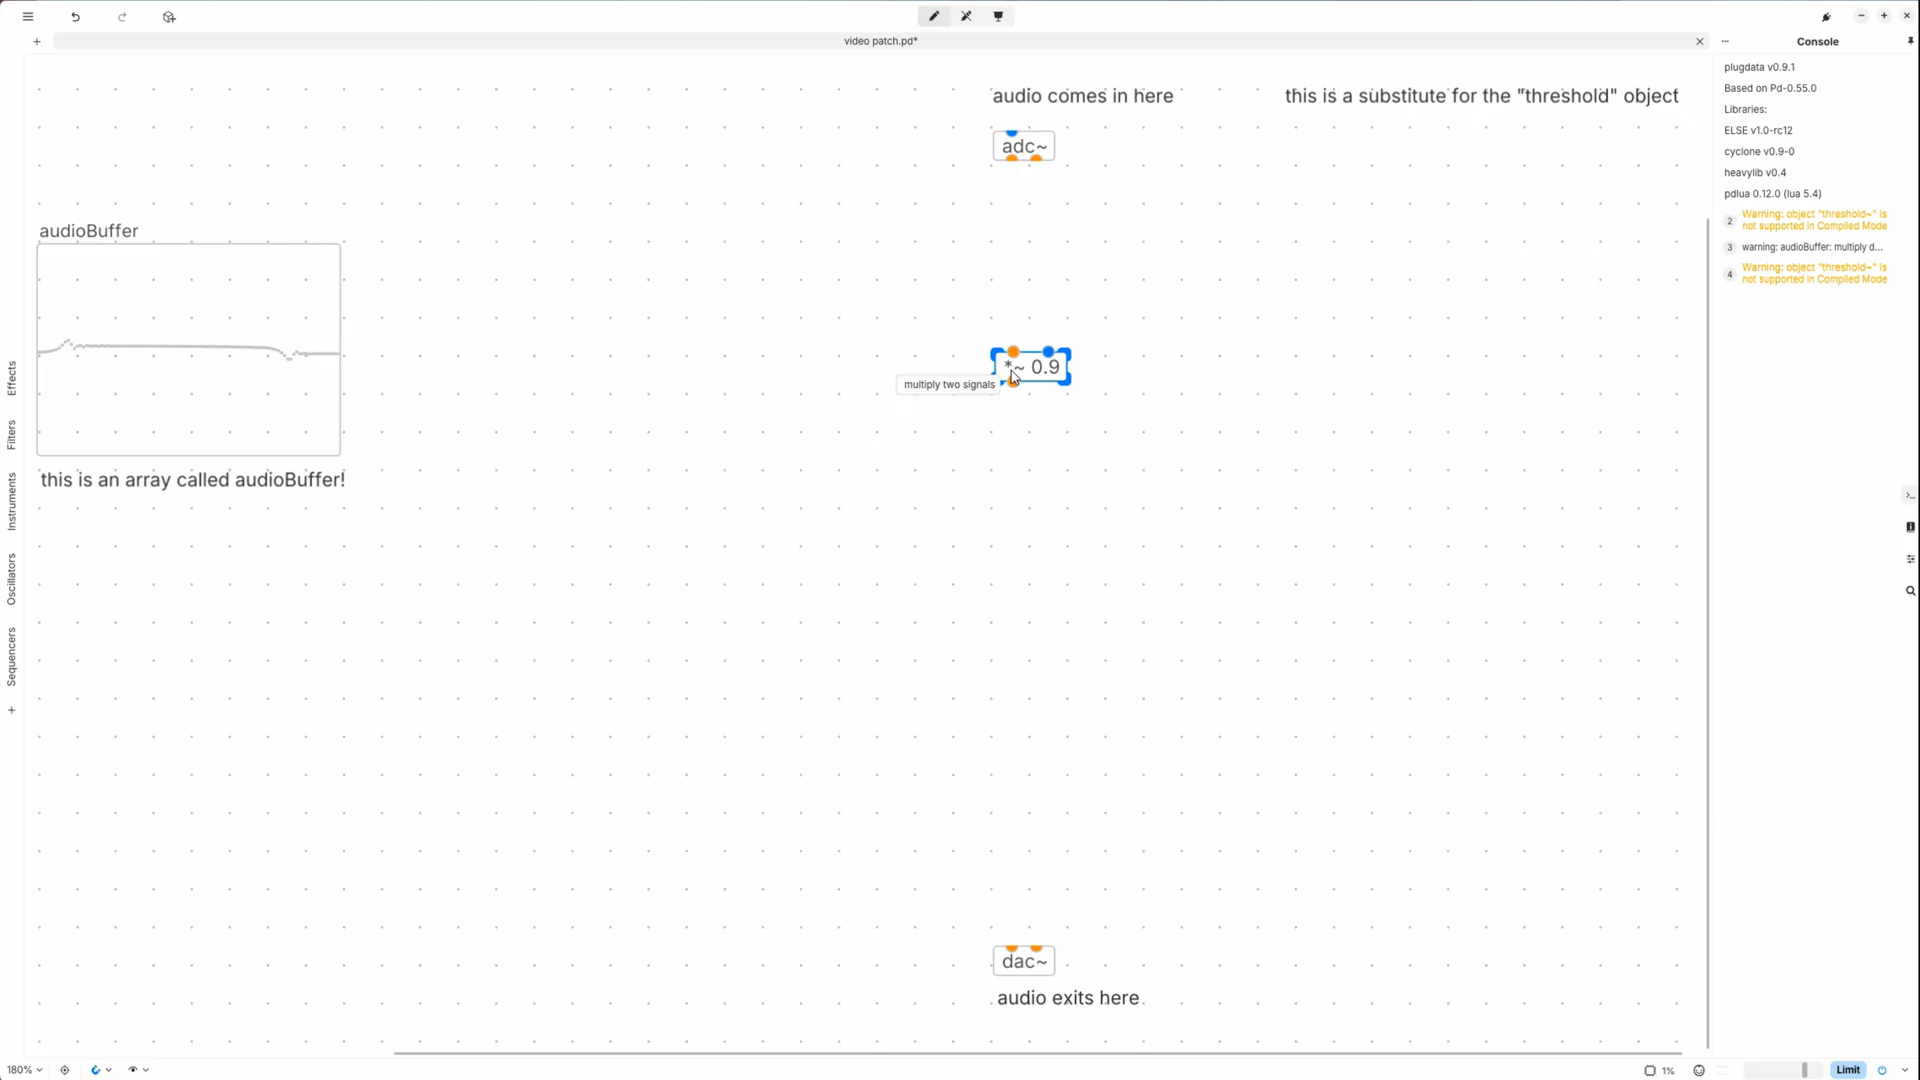 video patch.pd*
Console
plugdata v0.9.1
Based on Pd-0.55.0
Libraries:
ELSE v1.0-rc12
cyclone v0.9-0
heavylib v0.4
pdlua 0.12.0 (lua 5.4)
2 Warning: object "threshold~" is
not supported in Compiled Mode
3 warning: audioBuffer: multiply d...
4 Warning: object "threshold~" is
not supported in Compiled Mode
audio comes in here
this is a substitute for the "threshold" object
adc~
audioBuffer
*~ 0.9
multiply two signals
this is an array called audioBuffer!
Effects
Filters
Instruments
Oscillators
Sequencers
dac~
audio exits here
180%
1%
Limit